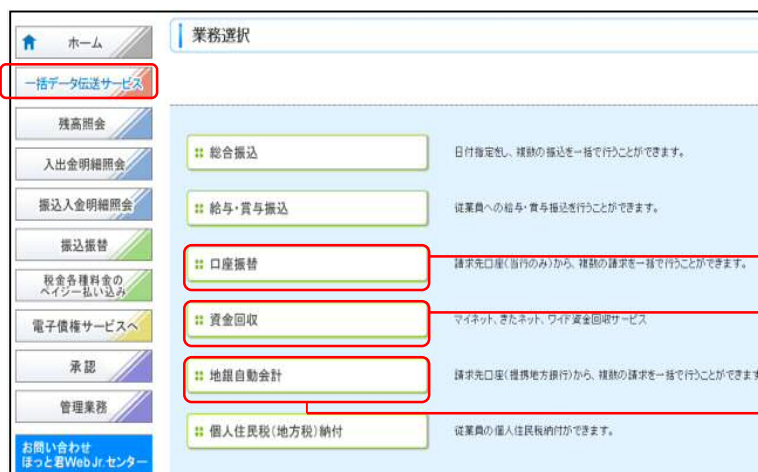 ホーム
一括データ伝送サービス
残高照会
入出金明細照会
振込入金明細照会
振込振替
税金各種料金の
ペイジー払い込み
電子債権サービスへ
承認
管理業務
お問い合わせ
ほっと君Web Jr.センター
業務選択
総合振込
日付指定をし、複数の振込を一括で行うことができます。
給与・賞与振込
従業員への給与・賞与振込を行うことができます。
口座振替
請求先口座(当行のみ)から、複数の請求を一括で行うことができます。
資金回収
マイネット、きたネット、ワイド資金回収サービス
地銀自動会計
請求先口座(提携地方銀行)から、複数の請求を一括で行うことができます
個人住民税(地方税)納付
従業員の個人住民税納付ができます。